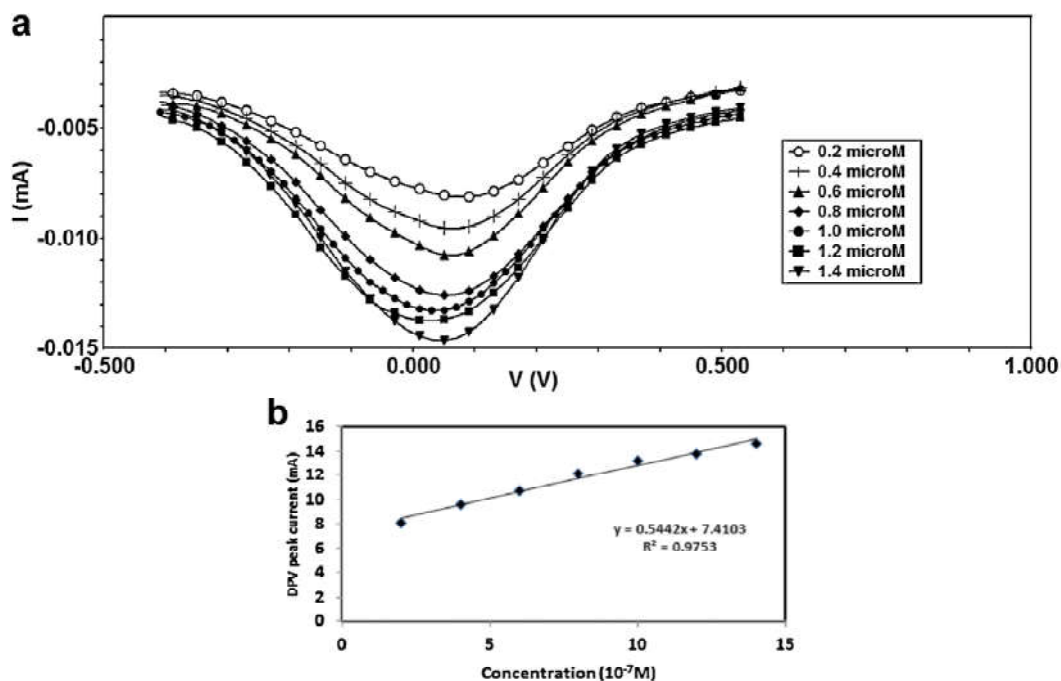 a
I (mA)
-0.005
-0.010
-0.015
-0.500
0.000
0.500
1.000
V (V)
0.2 microM
0.4 microM
0.6 microM
0.8 microM
1.0 microM
1.2 microM
1.4 microM
b
DPV peak current (mA)
16
14
12
10
8
6
4
2
0
y = 0.5442x + 7.4103
R² = 0.9753
0
5
10
15
Concentration (10⁻⁷M)